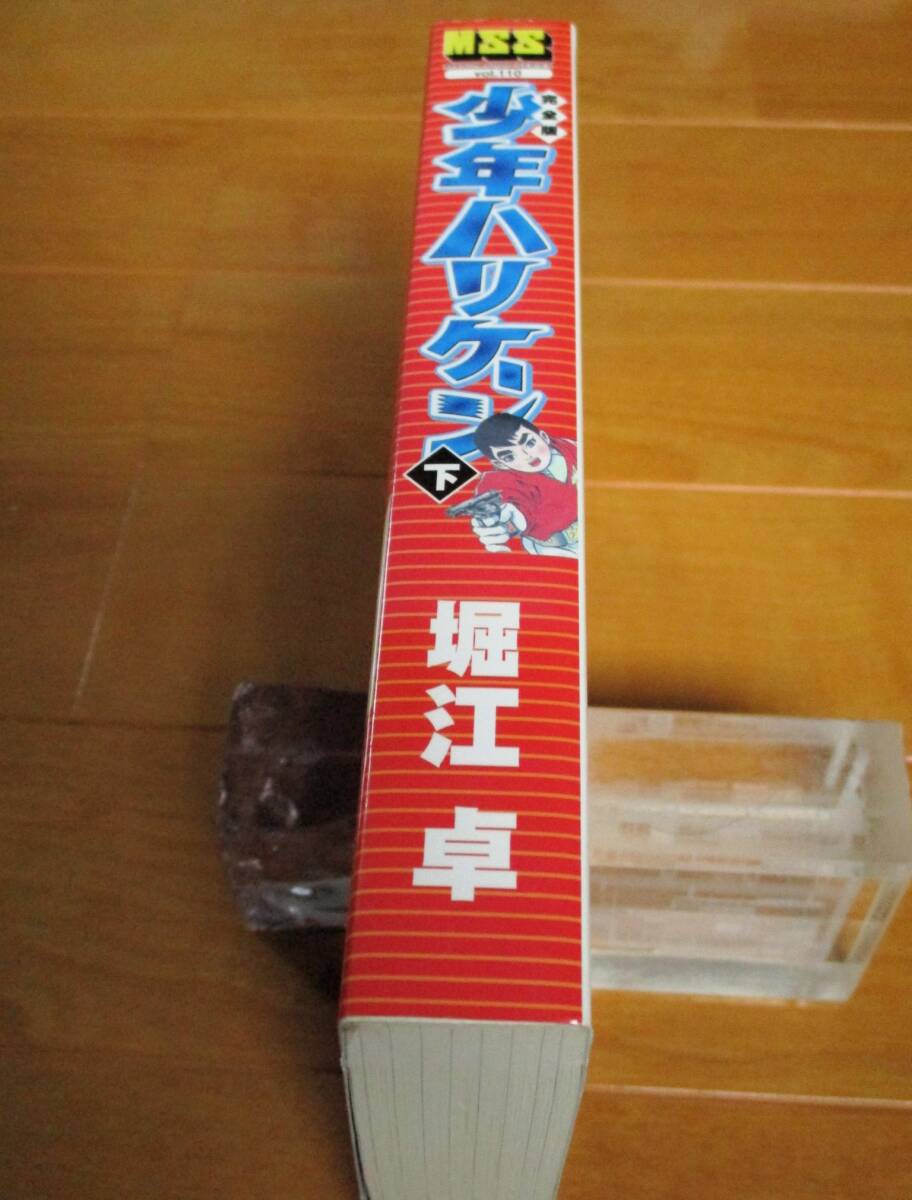 MSS
vol.110
完全版
少年ハリケーン
下
堀江 卓